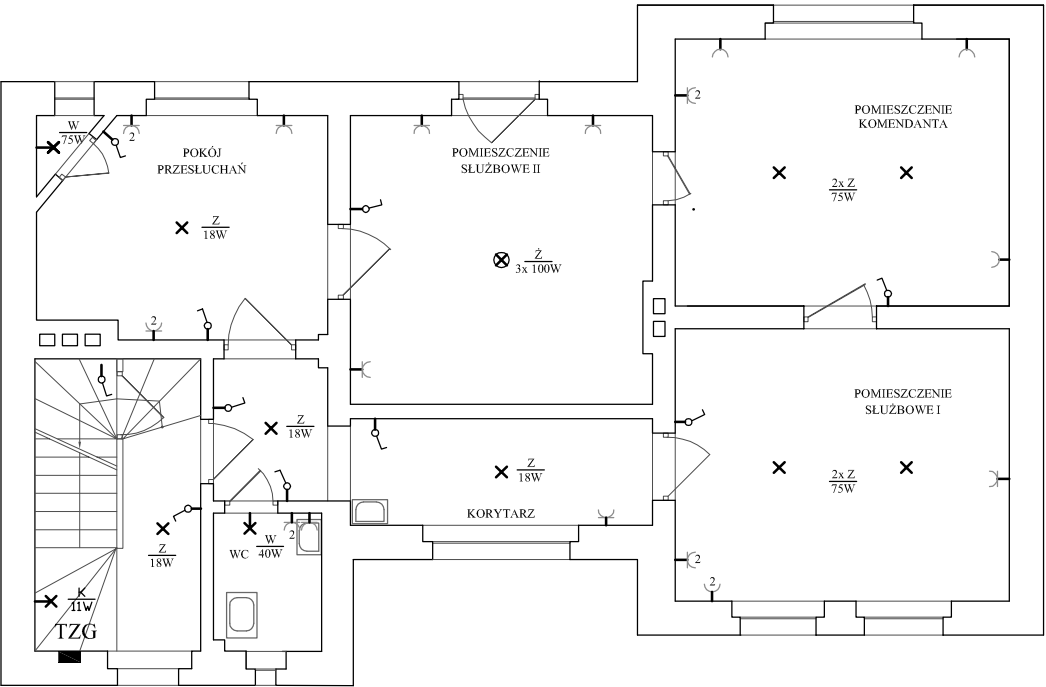 W
75W
2
POKÓJ
PRZESŁUCHAŃ
Z
18W
2
POMIESZCZENIE
SŁUŻBOWE II
Ż
3x 100W
2
POMIESZCZENIE
KOMENDANTA
2x Z
75W
Z
18W
Z
18W
KORYTARZ
POMIESZCZENIE
SŁUŻBOWE I
2x Z
75W
2
2
WC
W
40W
2
Z
18W
K
11W
TZG